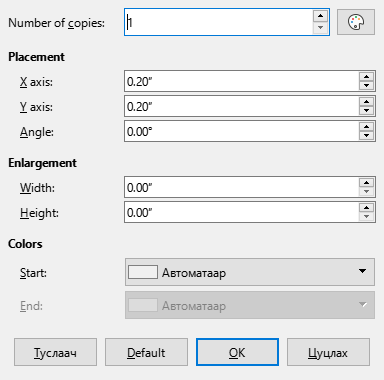 Number of copies: 1
Placement
X axis: 0.20"
Y axis: 0.20"
Angle: 0.00°
Enlargement
Width: 0.00"
Height: 0.00"
Colors
Start: Автоматаар
End: Автоматаар
Туслаач Default OK Цуцлах